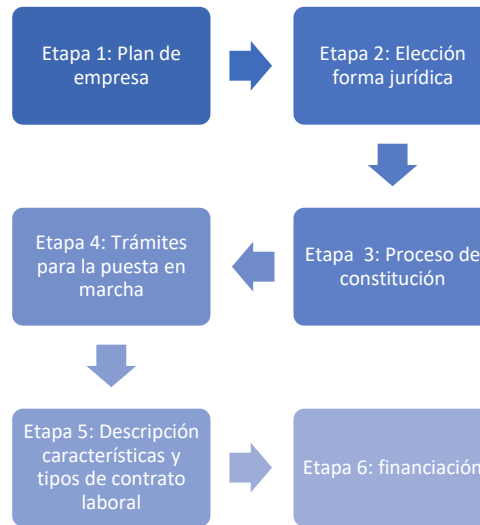 Etapa 1: Plan de
empresa
Etapa 2: Elección
forma jurídica
Etapa  3: Proceso de
constitución
Etapa 4: Trámites
para la puesta en
marcha
Etapa 5: Descripción
características y
tipos de contrato
laboral
Etapa 6: financiación